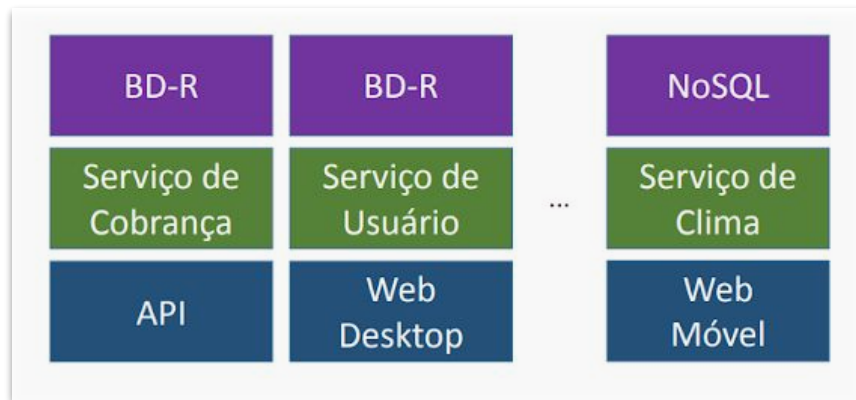 BD-R
BD-R
NoSQL
Serviço de
Cobrança
Serviço de
Usuário
...
Serviço de
Clima
API
Web
Desktop
Web
Móvel